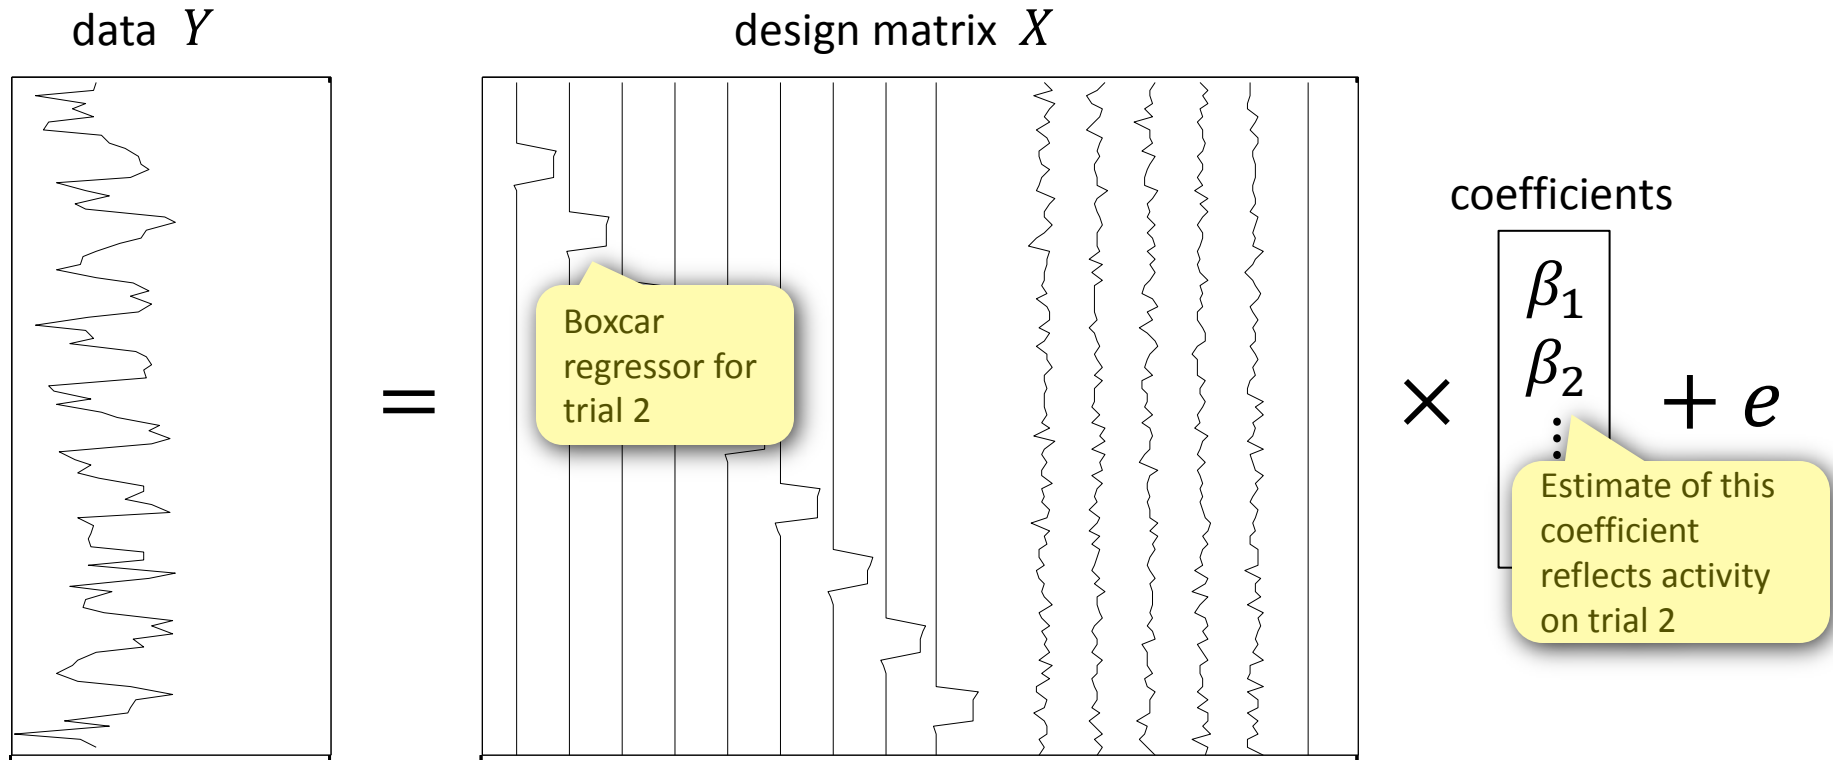 data Y
design matrix X
=
Boxcar
regressor for
trial 2
×
coefficients
β₁
β₂
⋮
+ e
Estimate of this
coefficient
reflects activity
on trial 2